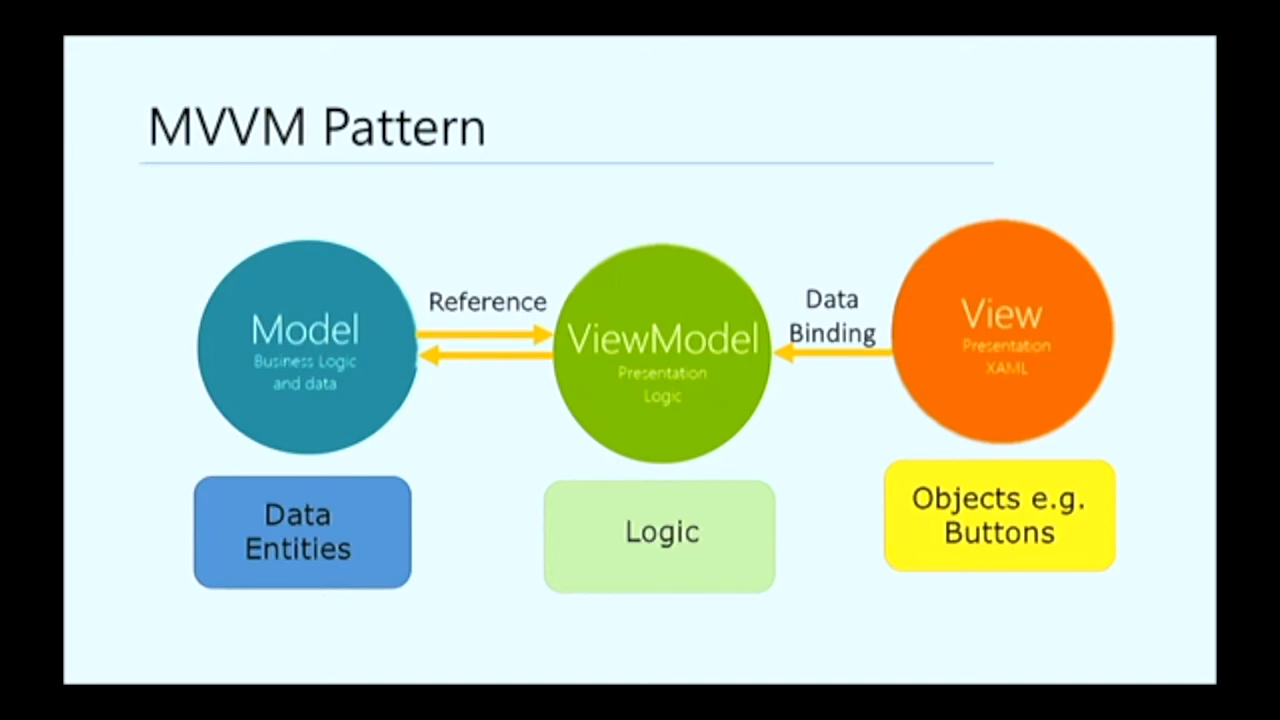 MVVM Pattern
Model
Business Logic
and data
Reference
ViewModel
Presentation
Logic
Data
Binding
View
Presentation
XAML
Data
Entities
Logic
Objects e.g.
Buttons